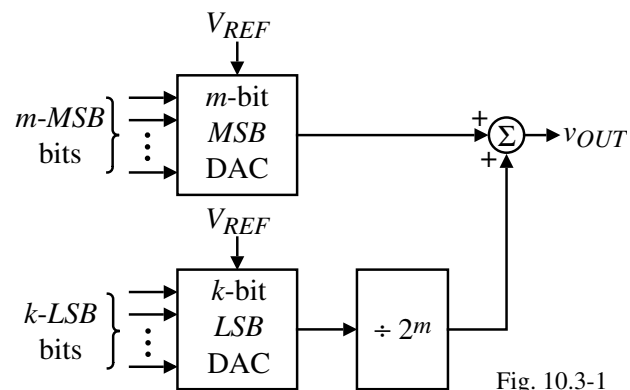 V_REF
m-MSB
bits
m-bit
MSB
DAC
+
Σ
+
v_OUT
V_REF
k-LSB
bits
k-bit
LSB
DAC
÷ 2^m
Fig. 10.3-1